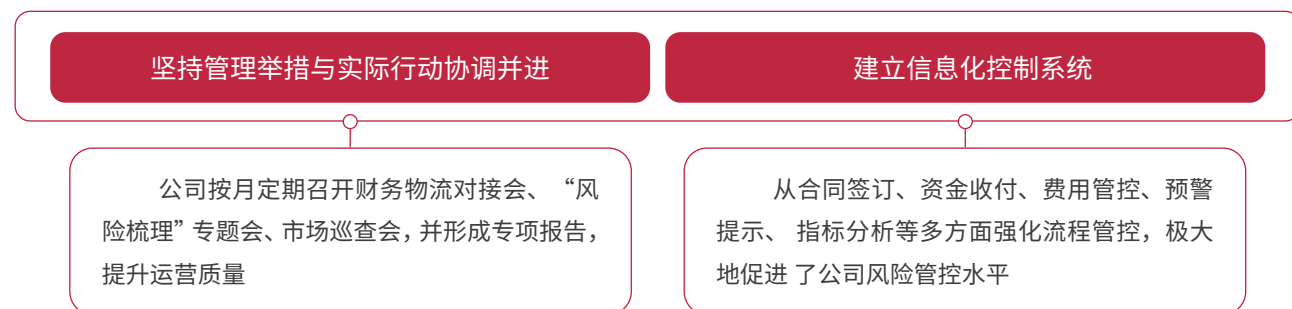 坚持管理举措与实际行动协调并进
建立信息化控制系统
公司按月定期召开财务物流对接会、“风
险梳理”专题会、市场巡查会，并形成专项报告，
提升运营质量
从合同签订、资金收付、费用管控、预警
提示、 指标分析等多方面强化流程管控，极大
地促进 了公司风险管控水平